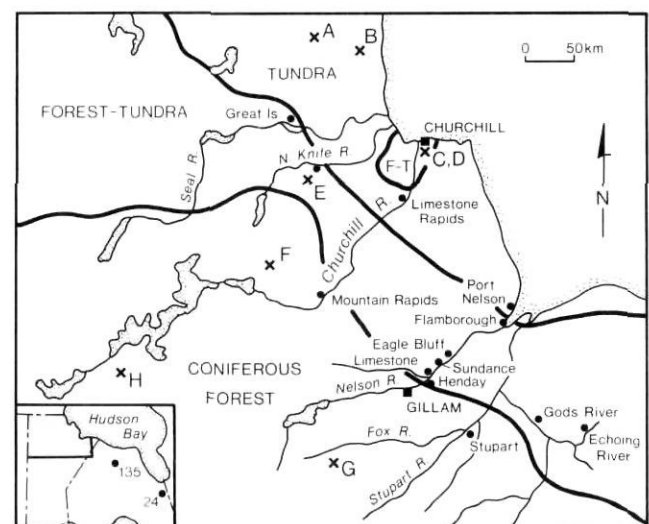 A
B
0 50km
TUNDRA
FOREST-TUNDRA
Great Is
CHURCHILL
N. Knife R.
F-T
C,D
N
Seal R.
E
Limestone
Rapids
Churchill R.
F
Port
Nelson
Mountain Rapids
Flamborough
Eagle Bluff
Limestone
Sundance
H
CONIFEROUS
FOREST
Nelson R
Henday
GILLAM
Gods River
Fox R.
Stupart
Echoing
River
Hudson
Bay
G
Stupart R.
135
24